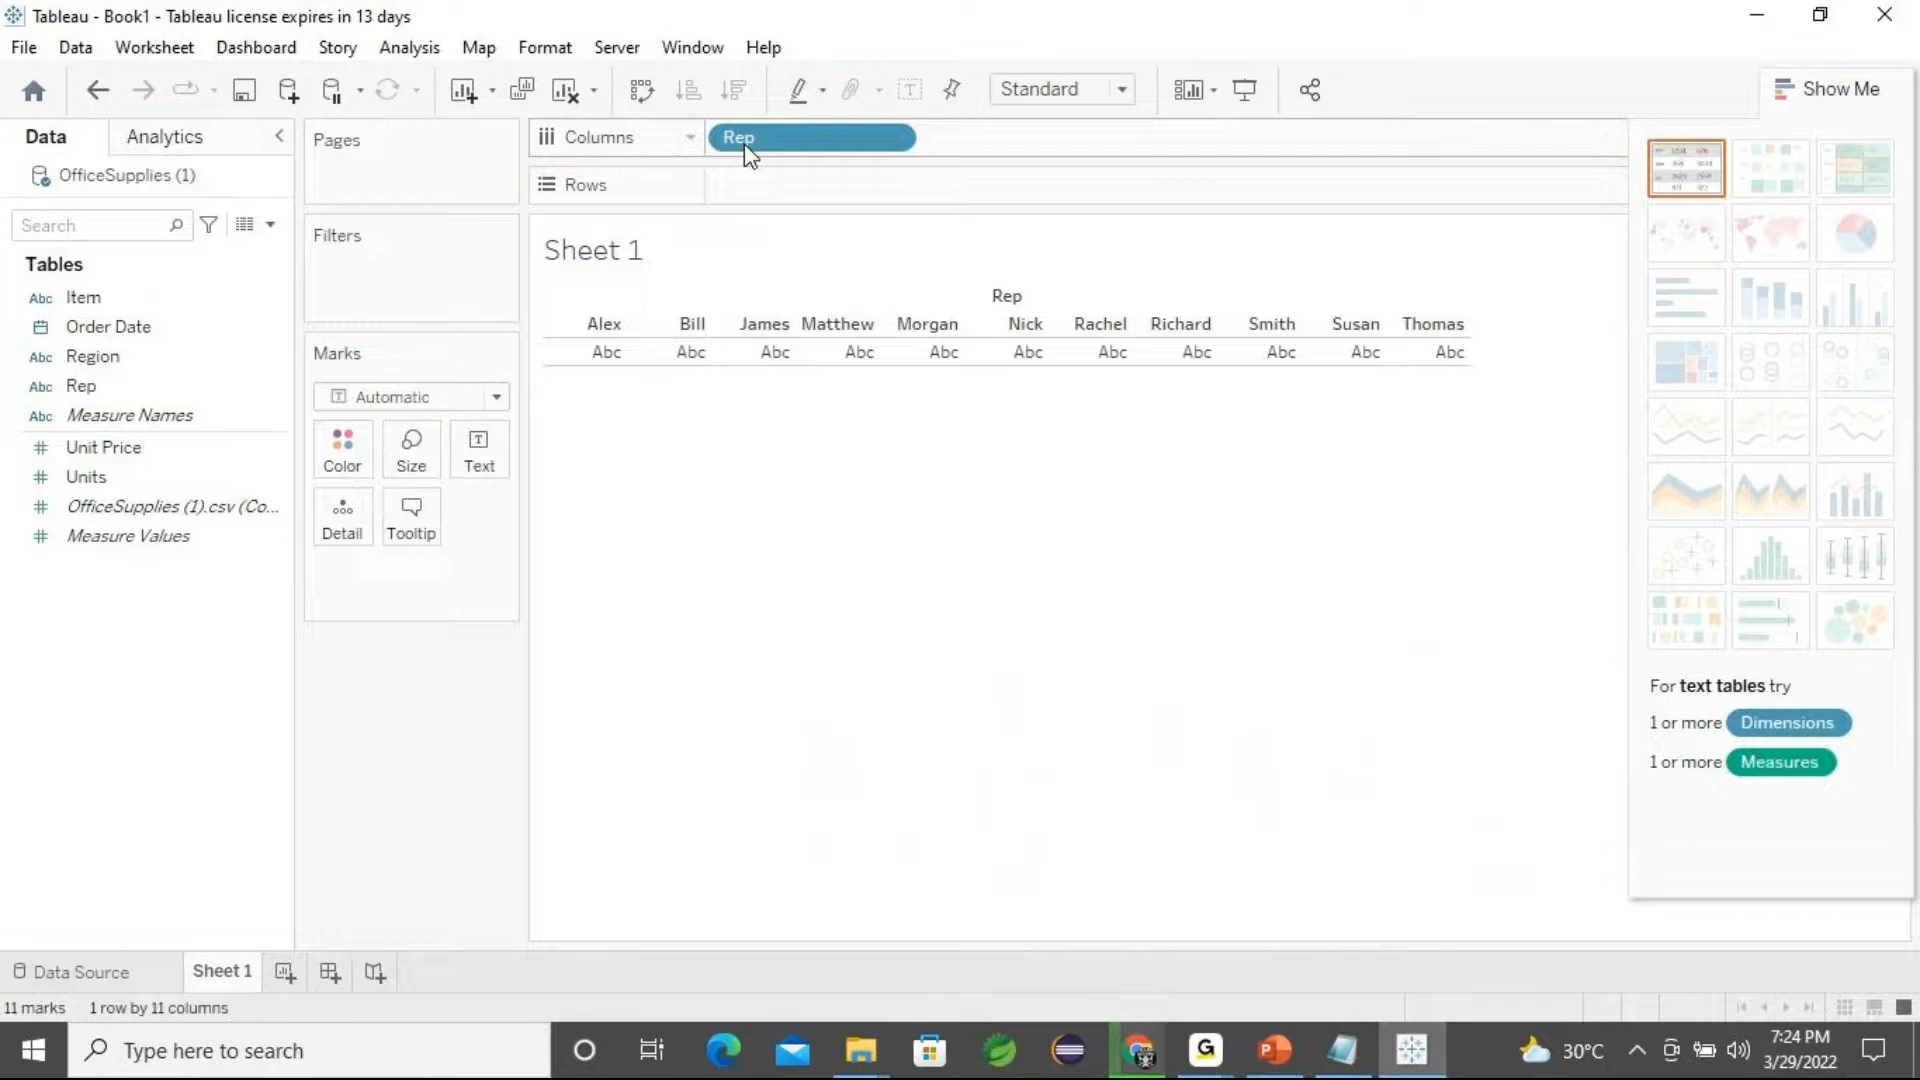 Tableau - Book1 - Tableau license expires in 13 days
File Data Worksheet Dashboard Story Analysis Map Format Server Window Help
Standard
Show Me
Data Analytics
Pages
Columns
Rep
OfficeSupplies (1)
Rows
Search
Filters
Sheet 1
Tables
Rep
Abc Item
Alex Bill James Matthew Morgan Nick Rachel Richard Smith Susan Thomas
Order Date
Abc Abc Abc Abc Abc Abc Abc Abc Abc Abc Abc
Abc Region
Marks
Abc Rep
Automatic
Abc Measure Names
# Unit Price
Color Size Text
# Units
# OfficeSupplies (1).csv (Co...
# Measure Values
Detail Tooltip
For text tables try
1 or more Dimensions
1 or more Measures
Data Source Sheet 1
11 marks 1 row by 11 columns
Type here to search
30°C
7:24 PM
3/29/2022